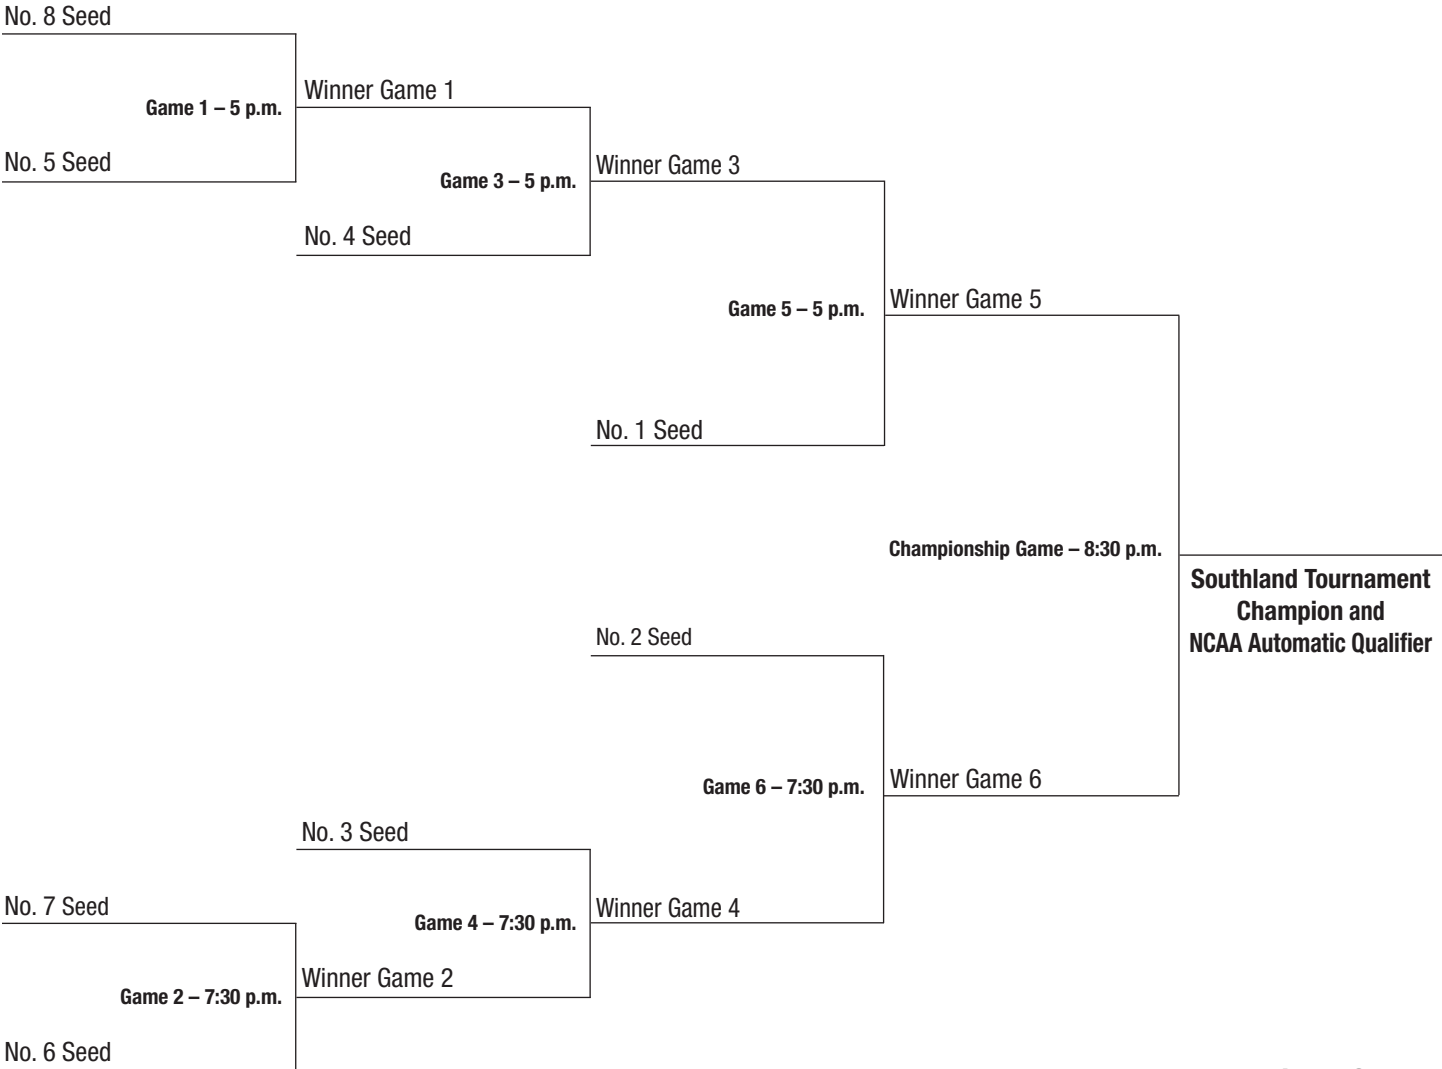 No. 8 Seed
Game 1 – 5 p.m.
Winner Game 1
No. 5 Seed
Game 3 – 5 p.m.
Winner Game 3
No. 4 Seed
Game 5 – 5 p.m.
Winner Game 5
No. 1 Seed
Championship Game – 8:30 p.m.
Southland Tournament
Champion and
NCAA Automatic Qualifier
No. 2 Seed
Game 6 – 7:30 p.m.
Winner Game 6
No. 3 Seed
No. 7 Seed
Game 4 – 7:30 p.m.
Winner Game 4
Game 2 – 7:30 p.m.
Winner Game 2
No. 6 Seed